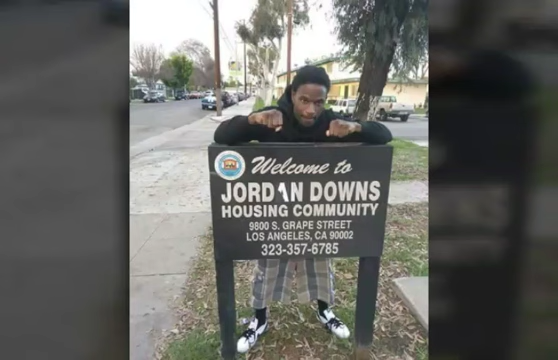 Welcome to
JORDAN DOWNS
HOUSING COMMUNITY
9800 S. GRAPE STREET
LOS ANGELES, CA 90002
323-357-6785